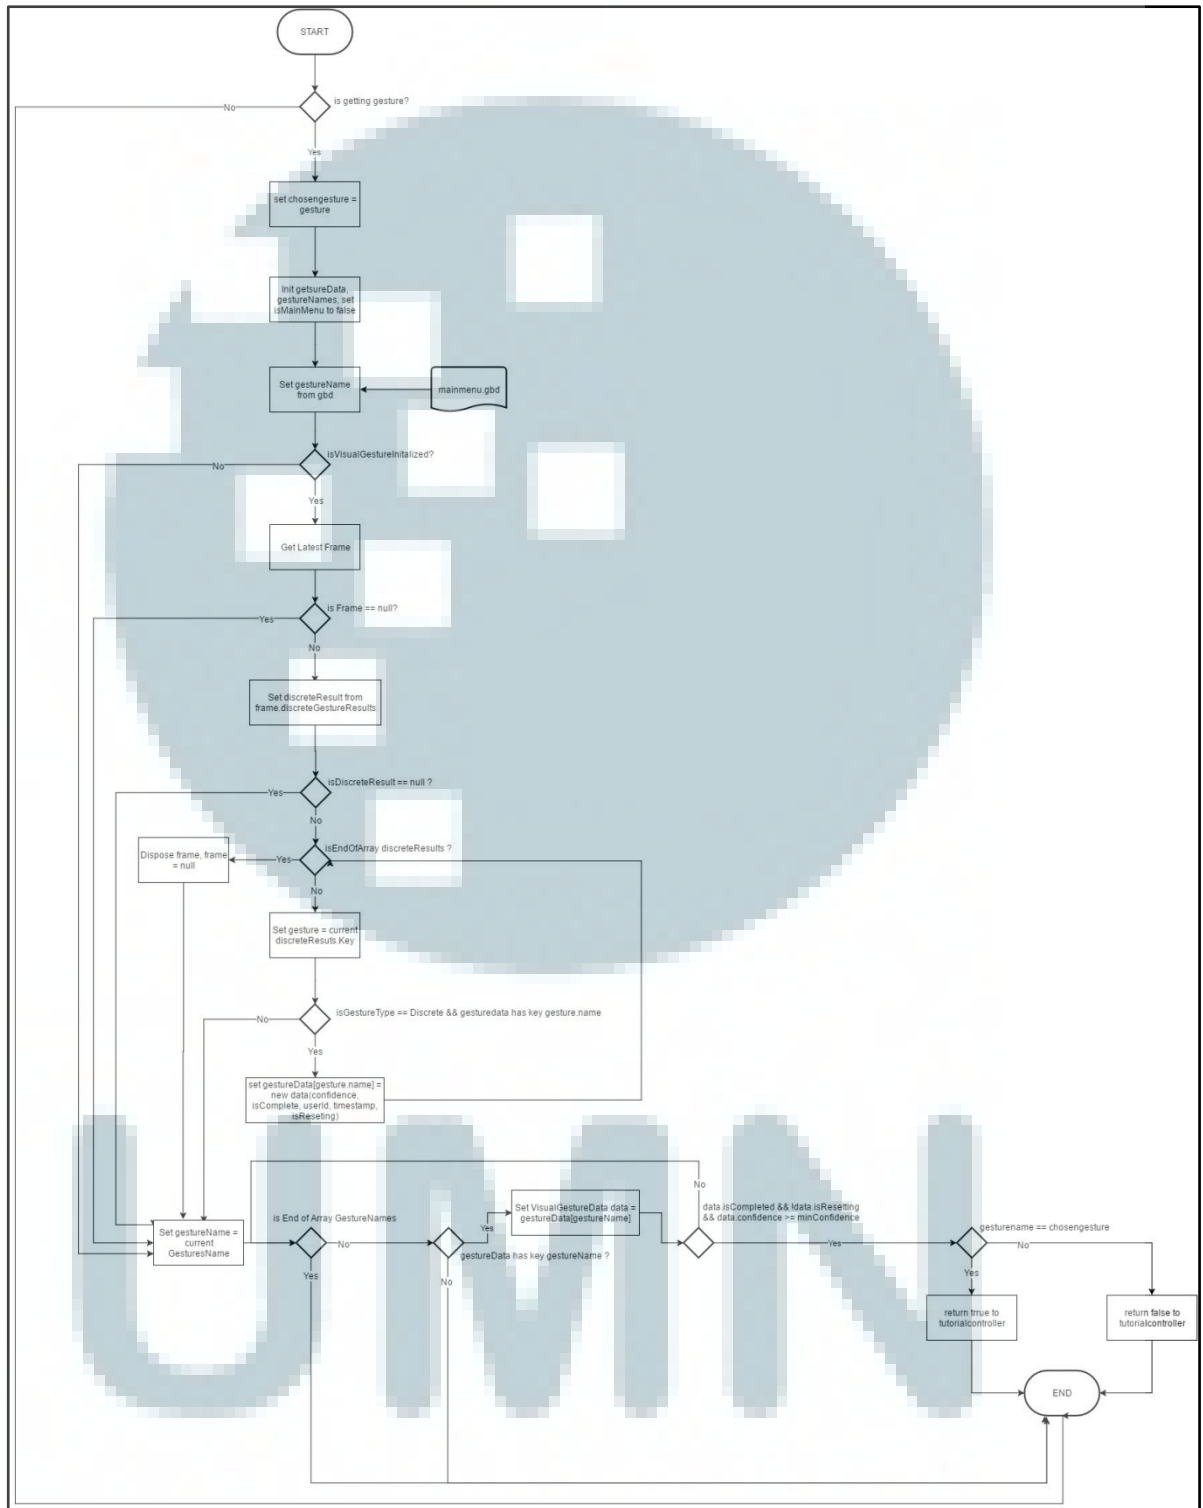 START
is getting gesture?
No
Yes
set chosengesture =
gesture
Init getsureData,
gestureNames, set
isMainMenu to false
Set gestureName
from gbd
mainmenu.gbd
isVisualGestureInitalized?
No
Yes
Get Latest Frame
is Frame == null?
Yes
No
Set discreteResult from
frame.discreteGestureResults
isDiscreteResult == null ?
Yes
No
isEndOfArray discreteResults ?
Dispose frame, frame
= null
Yes
No
Set gesture = current
discreteResuts.Key
isGestureType == Discrete && gesturedata has key gesture.name
No
Yes
set gestureData[gesture.name] =
new data(confidence,
isComplete, userId, timestamp,
isReseting)
No
Set VisualGestureData data =
gestureData[gestureName]
data.isCompleted && !data.isResetting
&& data.confidence >= minConfidence
is End of Array GestureNames
Set gestureName =
current
GesturesName
No
Yes
gestureData has key gestureName ?
Yes
No
Yes
gesturename == chosengesture
No
Yes
return trrue to
tutorialcontroller
return false to
tutorialcontroller
END
UMN